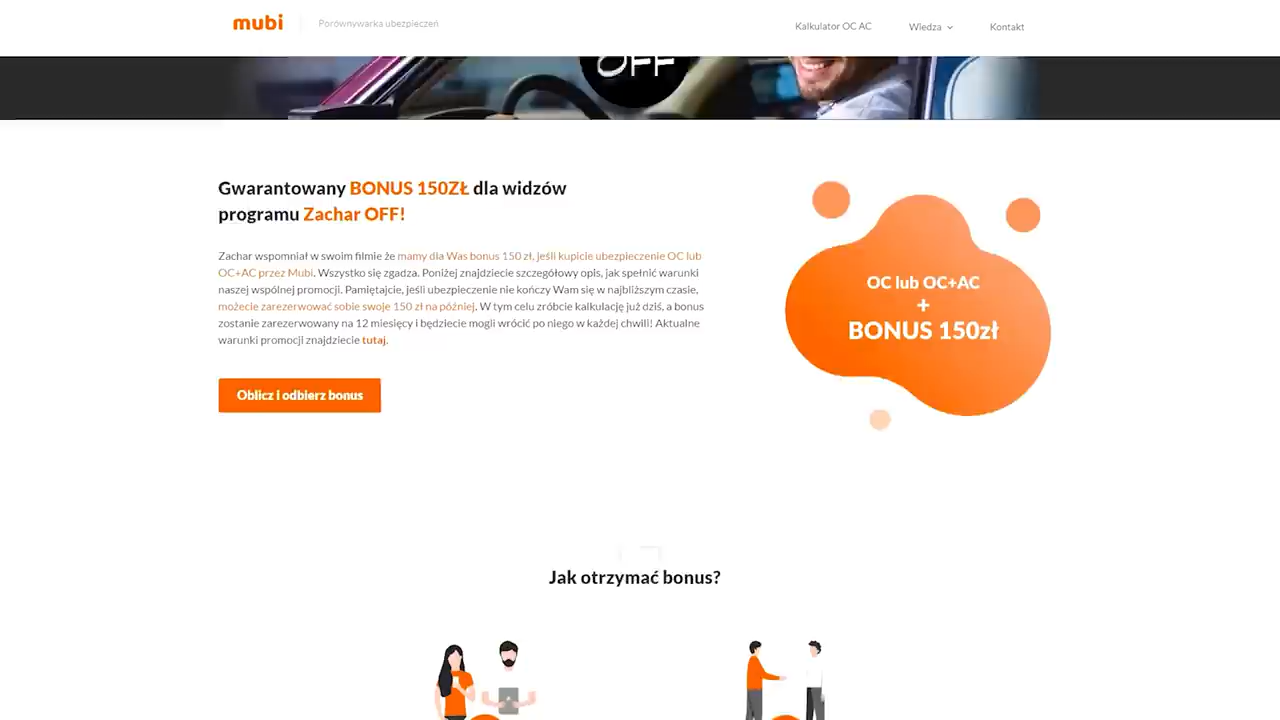 mubi
Porównywarka ubezpieczeń
Kalkulator OC AC
Wiedza
Kontakt
OFF
Gwarantowany BONUS 150ZŁ dla widzów
programu Zachar OFF!
Zachar wspomniał w swoim filmie że mamy dla Was bonus 150 zł, jeśli kupicie ubezpieczenie OC lub
OC+AC przez Mubi. Wszystko się zgadza. Poniżej znajdziecie szczegółowy opis, jak spełnić warunki
naszej wspólnej promocji. Pamiętajcie, jeśli ubezpieczenie nie kończy Wam się w najbliższym czasie,
możecie zarezerwować sobie swoje 150 zł na później. W tym celu zróbcie kalkulację już dziś, a bonus
zostanie zarezerwowany na 12 miesięcy i będziecie mogli wrócić po niego w każdej chwili! Aktualne
warunki promocji znajdziecie tutaj.
Oblicz i odbierz bonus
OC lub OC+AC
+
BONUS 150zł
Jak otrzymać bonus?